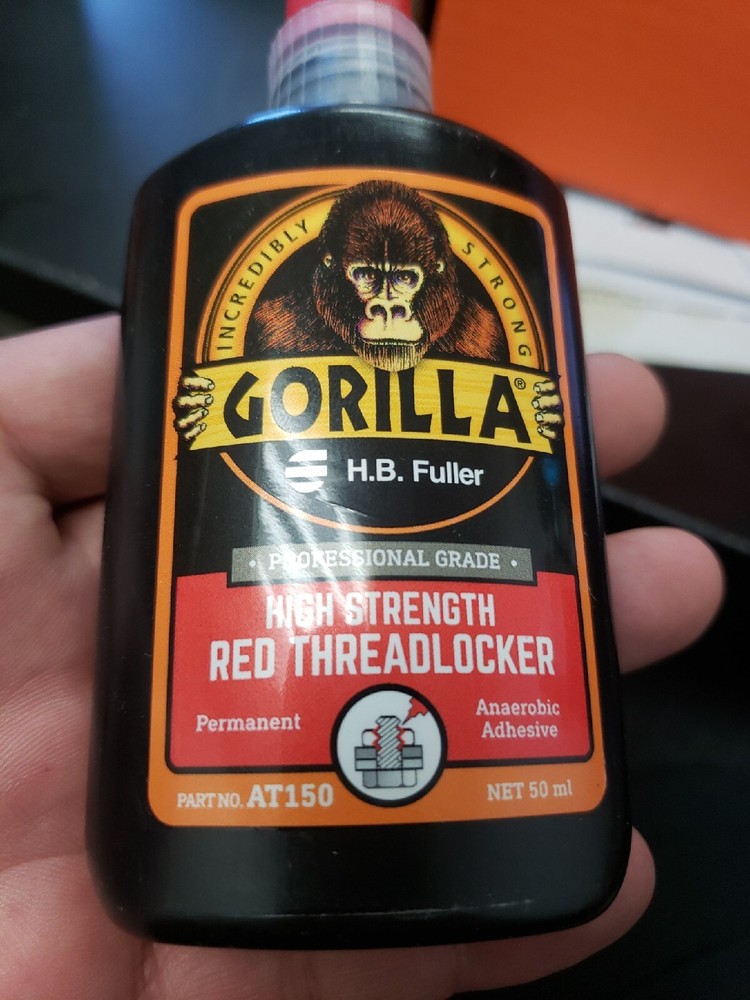 INCREDIBLY STRONG
GORILLA®
H.B. Fuller
• PROFESSIONAL GRADE •
HIGH STRENGTH
RED THREADLOCKER
Permanent
Anaerobic
Adhesive
PART NO. AT150
NET 50 ml